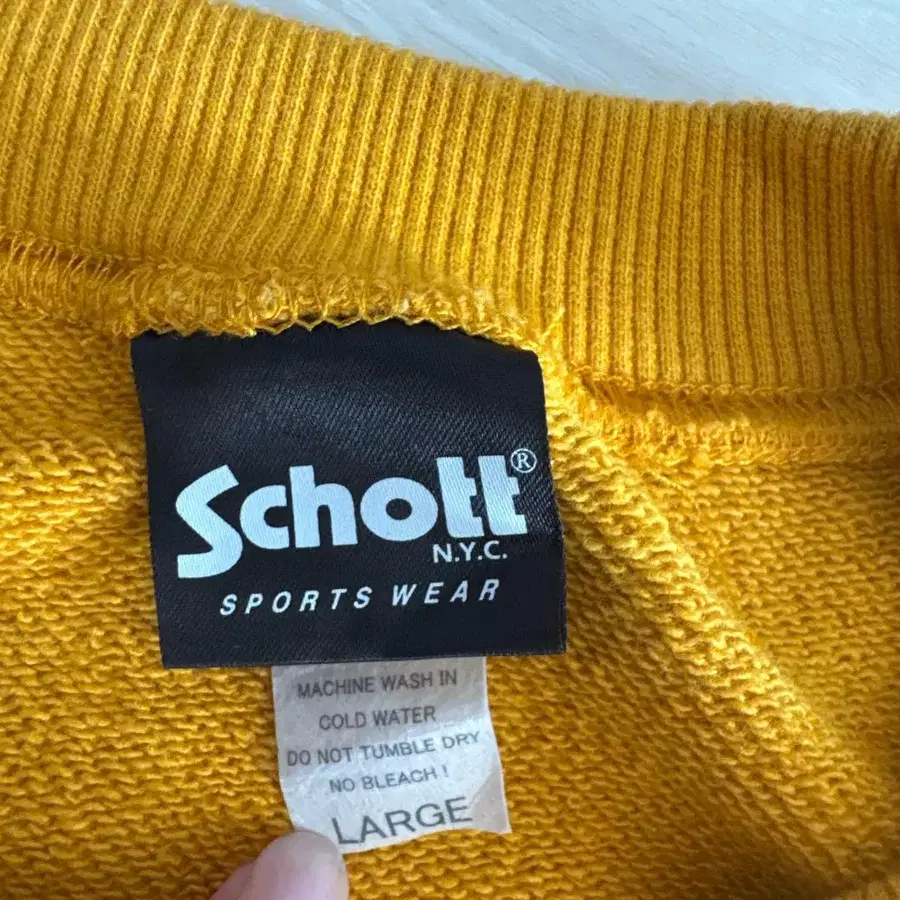 Schott®
N.Y.C.
SPORTS WEAR
MACHINE WASH IN
COLD WATER
DO NOT TUMBLE DRY
NO BLEACH !
LARGE